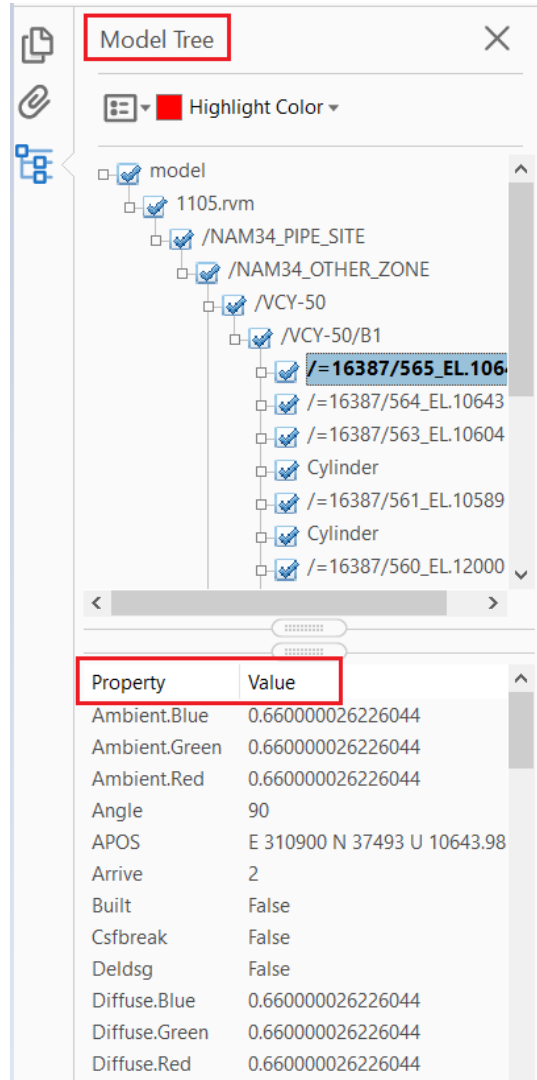 Model Tree
Highlight Color
model
1105.rvm
/NAM34_PIPE_SITE
/NAM34_OTHER_ZONE
/VCY-50
/VCY-50/B1
/=16387/565_EL.106
/=16387/564_EL.10643
/=16387/563_EL.10604
Cylinder
/=16387/561_EL.10589
Cylinder
/=16387/560_EL.12000
Property Value
Ambient.Blue 0.660000026226044
Ambient.Green 0.660000026226044
Ambient.Red 0.660000026226044
Angle 90
APOS E 310900 N 37493 U 10643.98
Arrive 2
Built False
Csfbreak False
Deldsg False
Diffuse.Blue 0.660000026226044
Diffuse.Green 0.660000026226044
Diffuse.Red 0.660000026226044